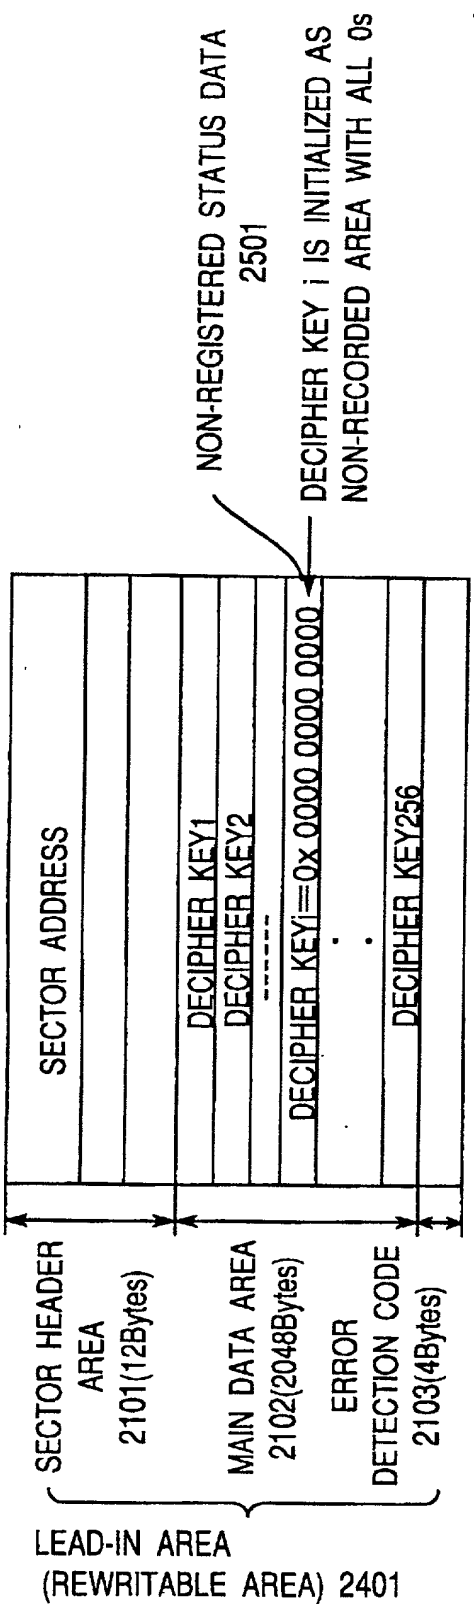 LEAD-IN AREA
(REWRITABLE AREA) 2401
SECTOR HEADER
AREA
2101(12Bytes)
MAIN DATA AREA
2102(2048Bytes)
ERROR
DETECTION CODE
2103(4Bytes)
SECTOR ADDRESS
DECIPHER KEY1
DECIPHER KEY2
DECIPHER KEYi=0x 0000 0000 0000
DECIPHER KEY256
NON-REGISTERED STATUS DATA
2501
DECIPHER KEY i IS INITIALIZED AS
NON-RECORDED AREA WITH ALL 0s